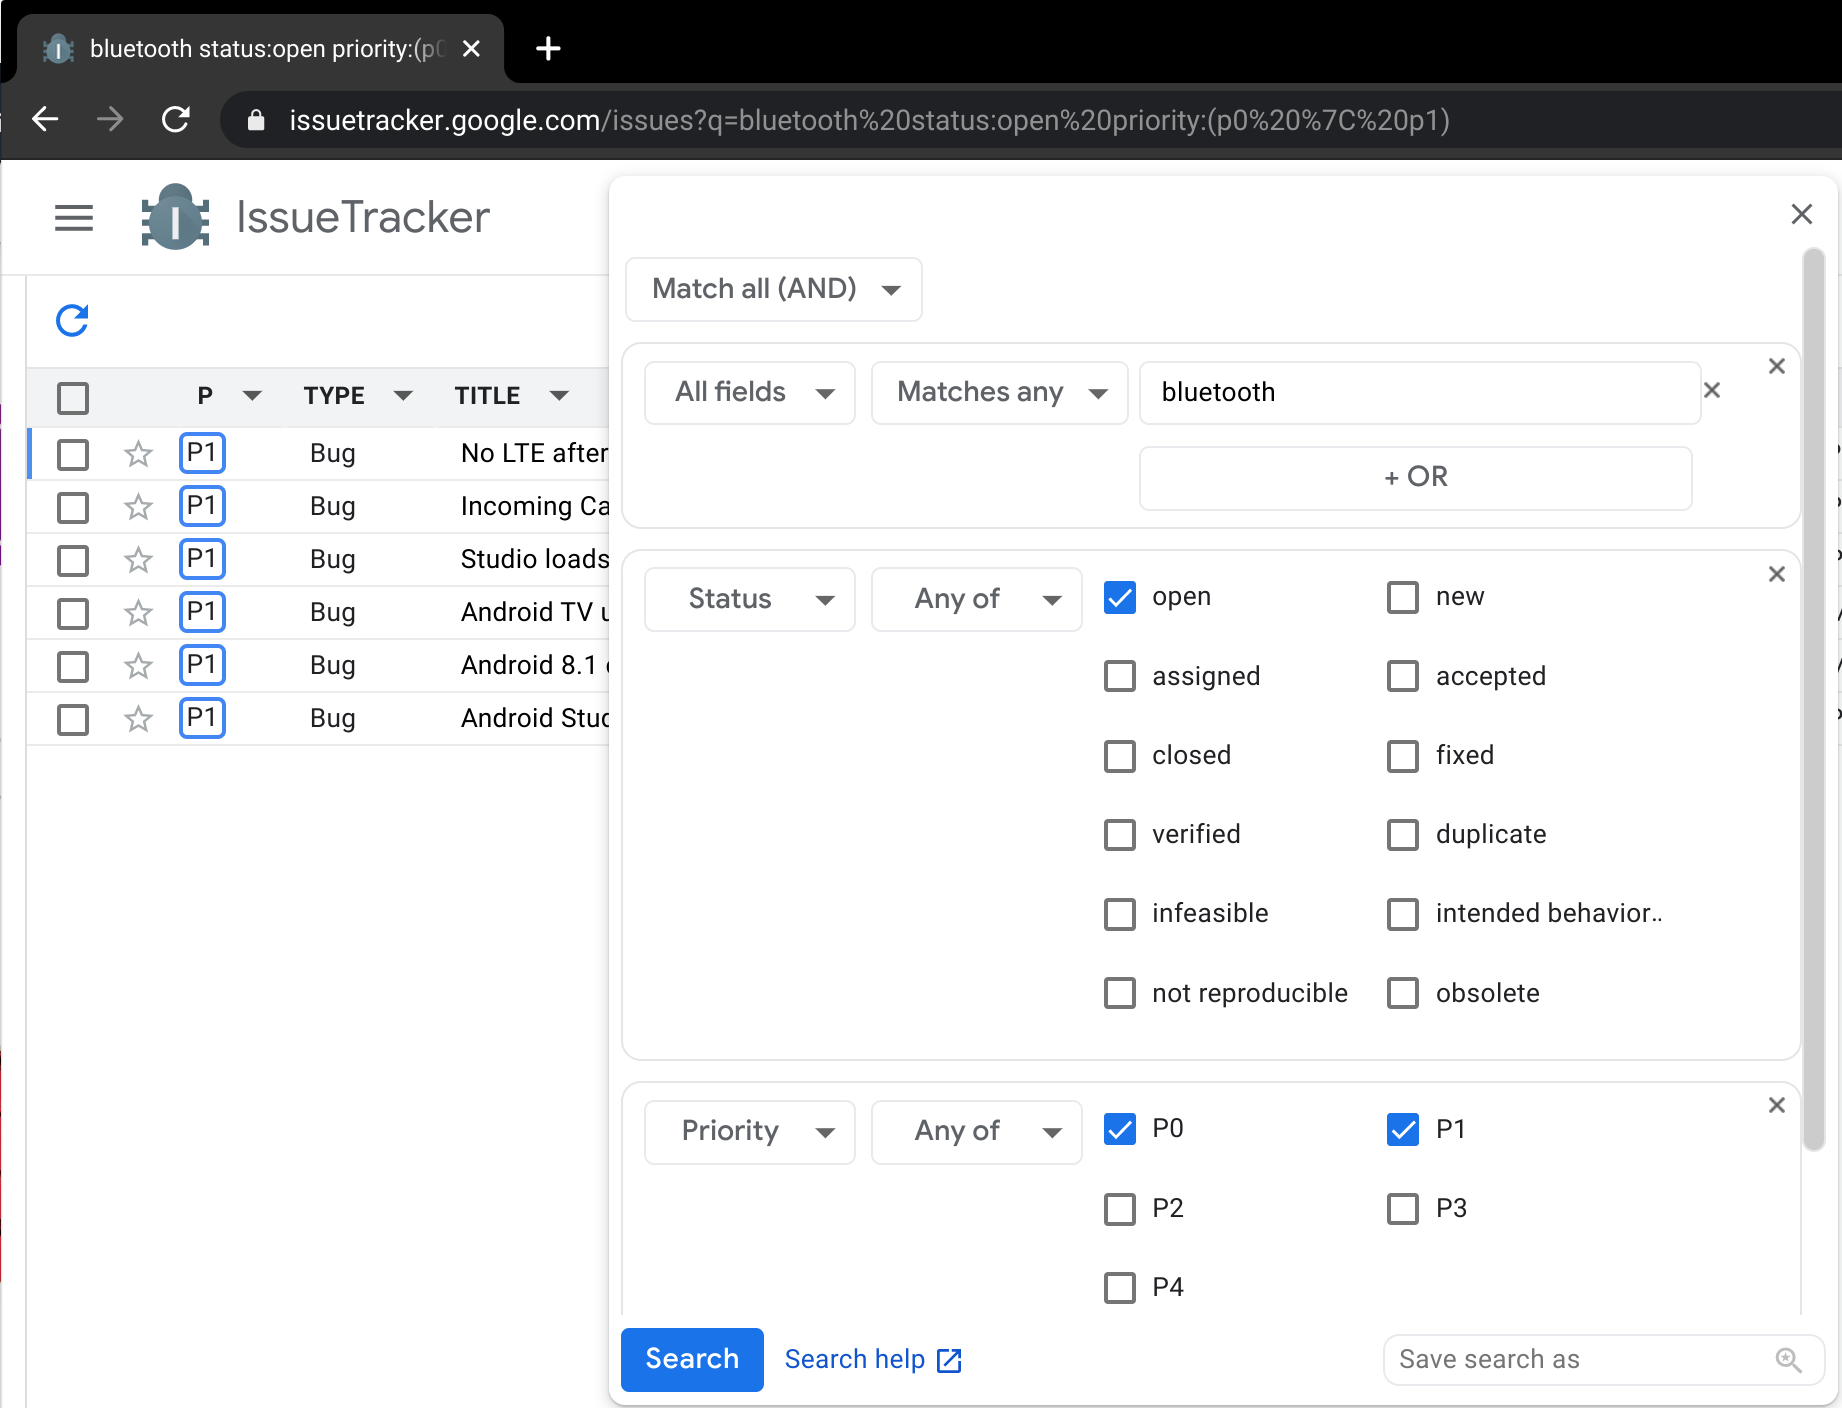 bluetooth status:open priority:(p0
issuetracker.google.com/issues?q=bluetooth%20status:open%20priority:(p0%20%7C%20p1)
IssueTracker
Match all (AND)
All fields Matches any bluetooth
+ OR
P TYPE TITLE
P1 Bug No LTE after
P1 Bug Incoming Ca
P1 Bug Studio loads
P1 Bug Android TV u
P1 Bug Android 8.1
P1 Bug Android Stud
Status Any of open new
assigned accepted
closed fixed
verified duplicate
infeasible intended behavior..
not reproducible obsolete
Priority Any of P0 P1
P2 P3
P4
Search Search help Save search as